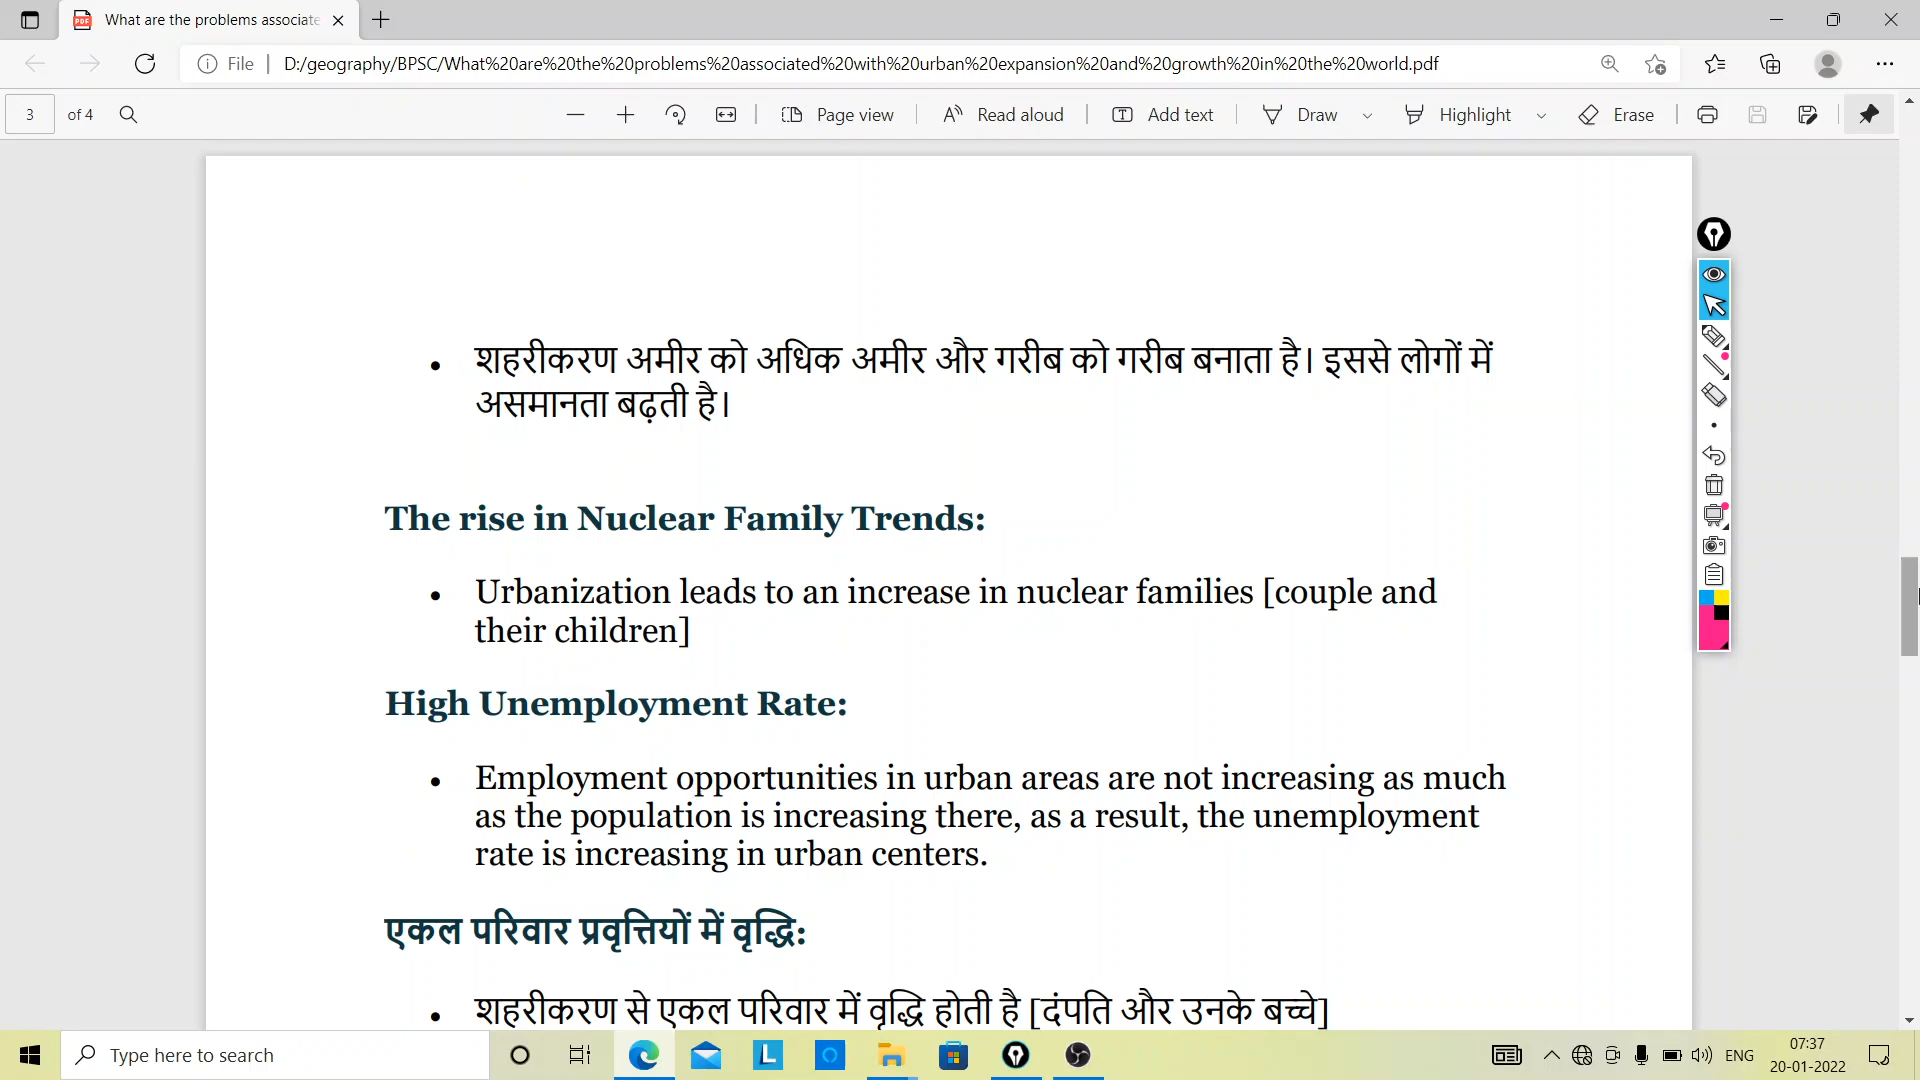 What are the problems associate
File
D:/geography/BPSC/What%20are%20the%20problems%20associated%20with%20urban%20expansion%20and%20growth%20in%20the%20world.pdf
3 of 4
Page view
Read aloud
Add text
Draw
Highlight
Erase
• शहरीकरण अमीर को अधिक अमीर और गरीब को गरीब बनाता है। इससे लोगों में
असमानता बढ़ती है।
The rise in Nuclear Family Trends:
• Urbanization leads to an increase in nuclear families [couple and
their children]
High Unemployment Rate:
• Employment opportunities in urban areas are not increasing as much
as the population is increasing there, as a result, the unemployment
rate is increasing in urban centers.
एकल परिवार प्रवृत्तियों में वृद्धि:
• शहरीकरण से एकल परिवार में वृद्धि होती है [दंपति और उनके बच्चे]
Type here to search
L
ENG
07:37
20-01-2022